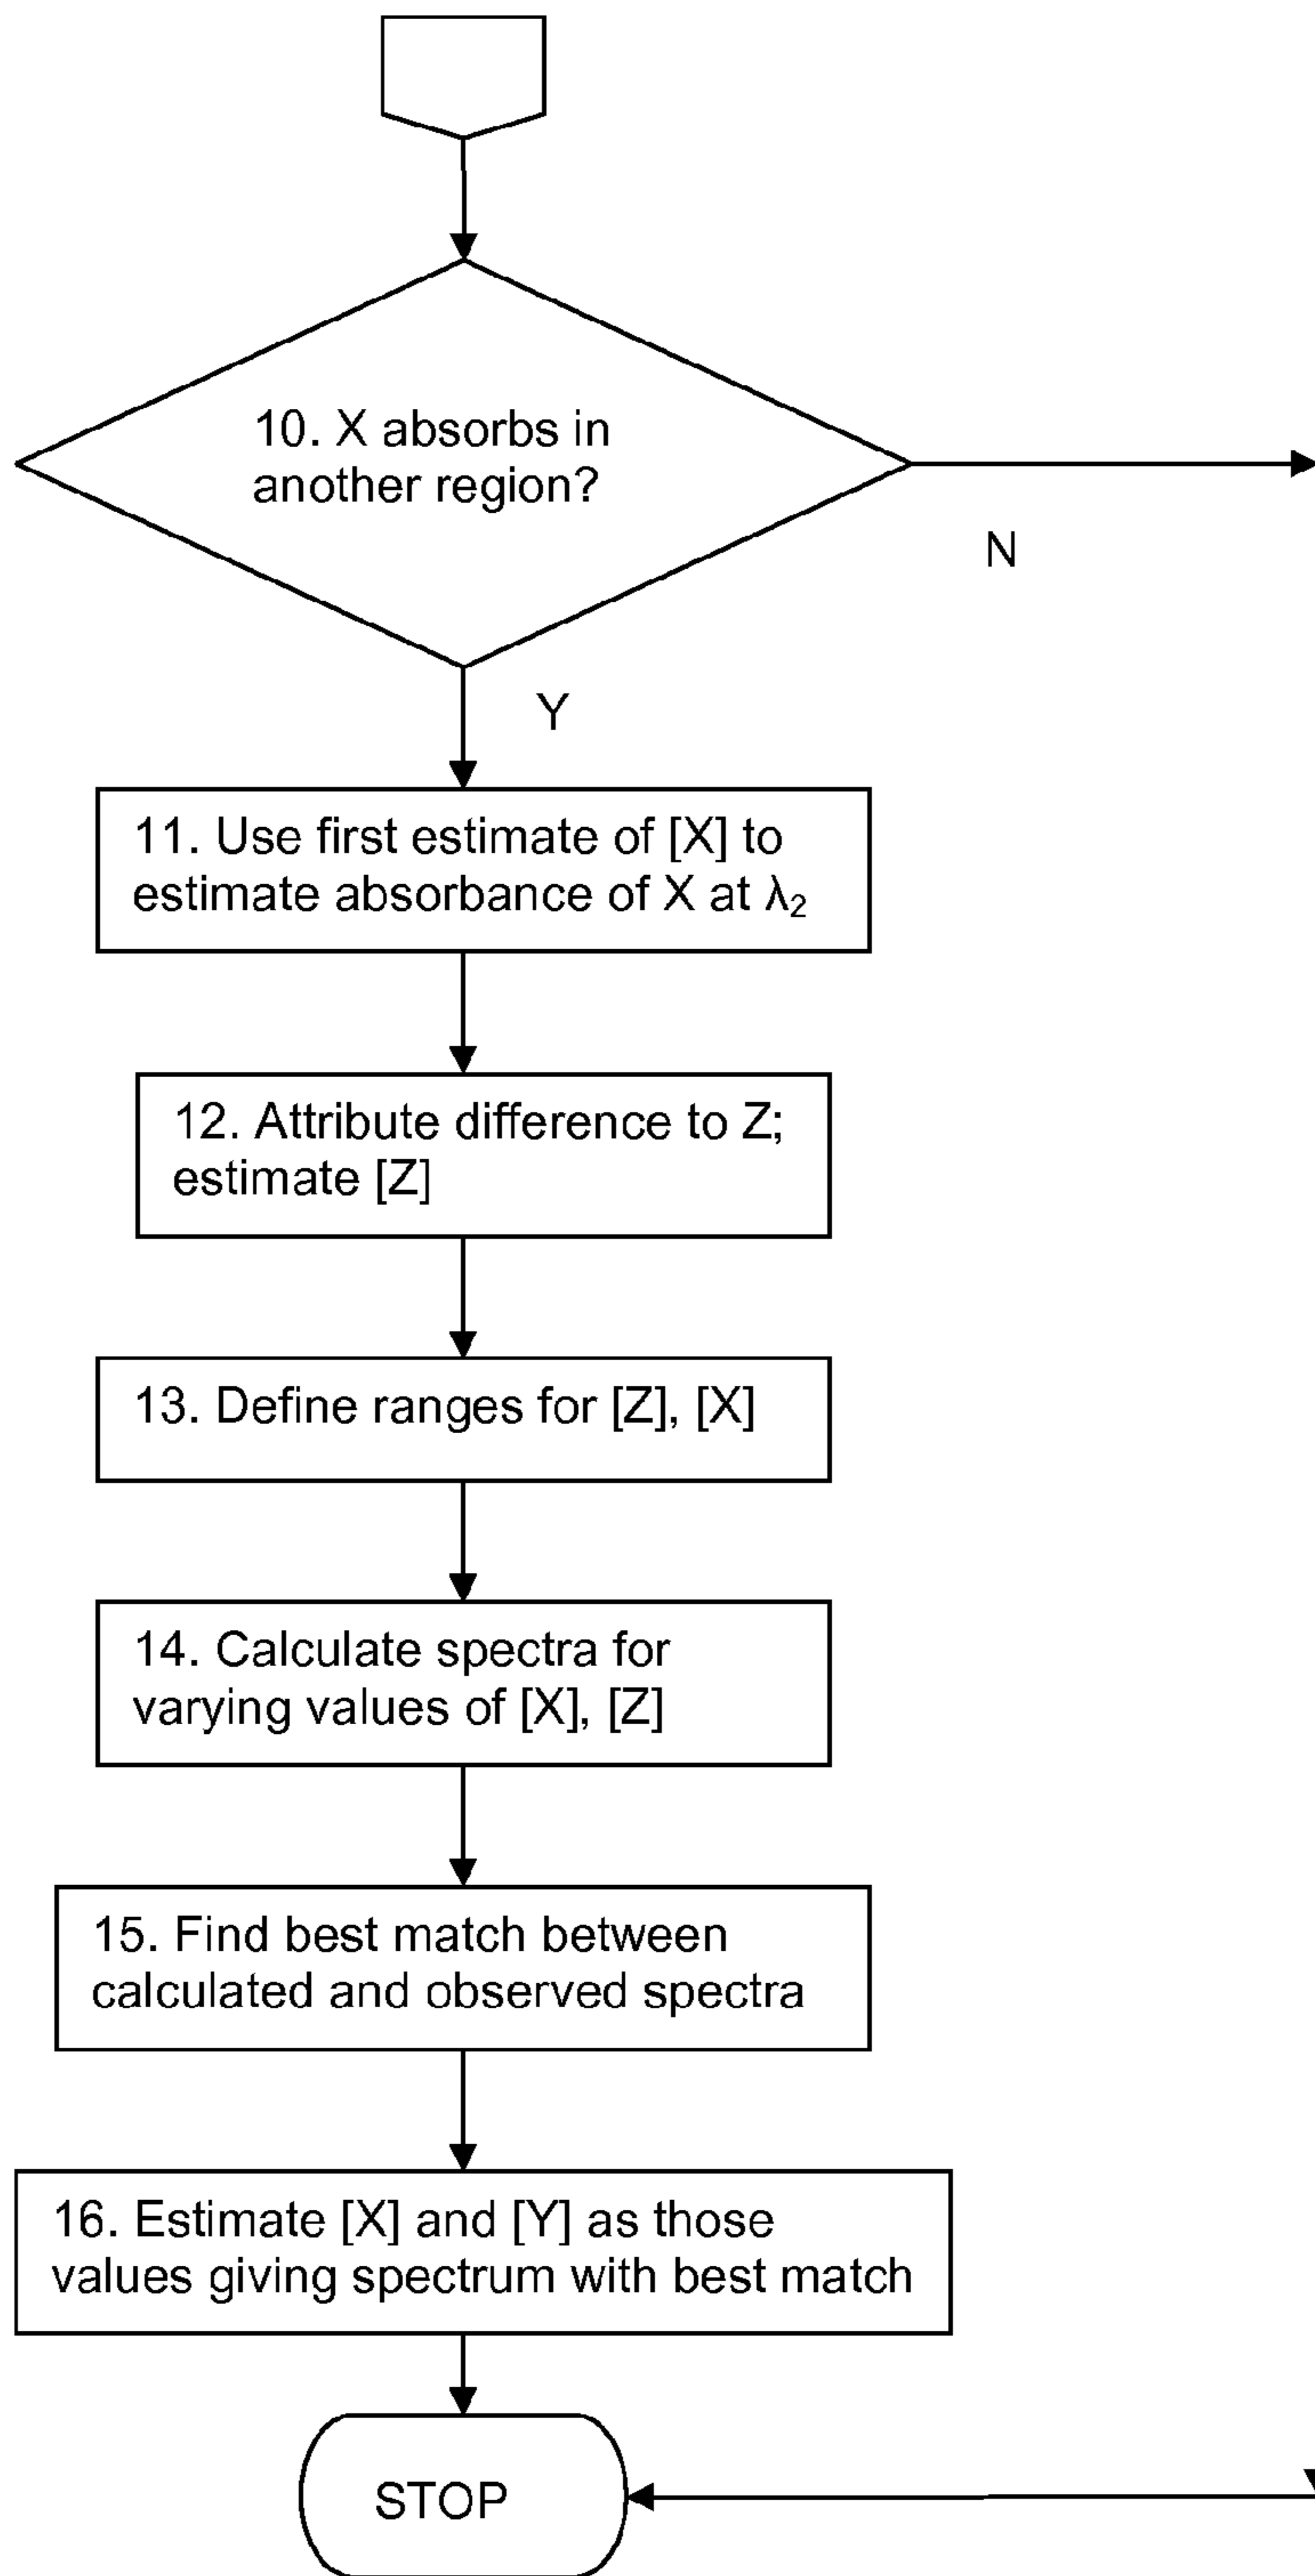 10. X absorbs in
another region?
N
Y
11. Use first estimate of [X] to
estimate absorbance of X at λ₂
12. Attribute difference to Z;
estimate [Z]
13. Define ranges for [Z], [X]
14. Calculate spectra for
varying values of [X], [Z]
15. Find best match between
calculated and observed spectra
16. Estimate [X] and [Y] as those
values giving spectrum with best match
STOP